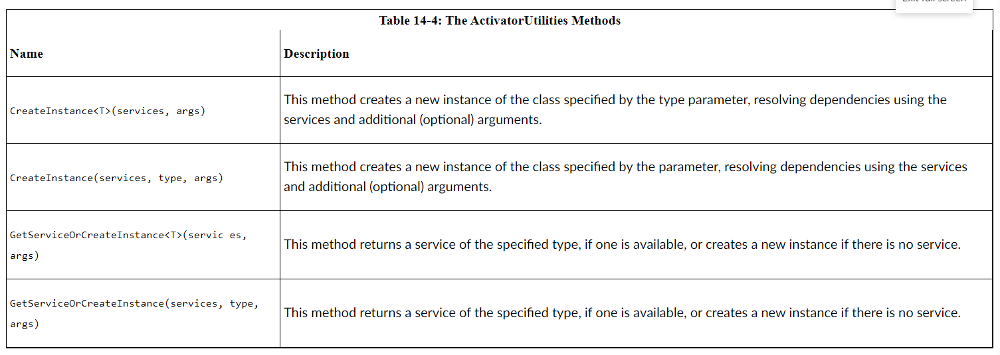 Table 14-4: The ActivatorUtilities Methods
Name
Description
CreateInstance<T>(services, args)
This method creates a new instance of the class specified by the type parameter, resolving dependencies using the
services and additional (optional) arguments.
CreateInstance(services, type, args)
This method creates a new instance of the class specified by the parameter, resolving dependencies using the services
and additional (optional) arguments.
GetServiceOrCreateInstance<T>(servic es,
args)
This method returns a service of the specified type, if one is available, or creates a new instance if there is no service.
GetServiceOrCreateInstance(services, type,
args)
This method returns a service of the specified type, if one is available, or creates a new instance if there is no service.